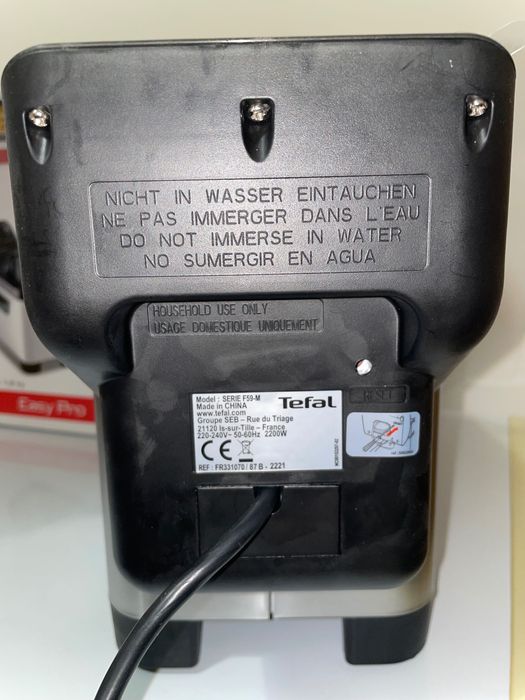 NICHT IN WASSER EINTAUCHEN
NE PAS IMMERGER DANS L'EAU
DO NOT IMMERSE IN WATER
NO SUMERGIR EN AGUA
HOUSEHOLD USE ONLY
USAGE DOMESTIQUE UNIQUEMENT
RESET
Model : SERIE F59-M
Made in CHINA
www.tefal.com
Groupe SEB – Rue du Triage
21120 Is-sur-Tille – France
220-240V~ 50-60Hz 2200W
Tefal
CE
REF : FR331070 / 87 B - 2221
Easy Pro